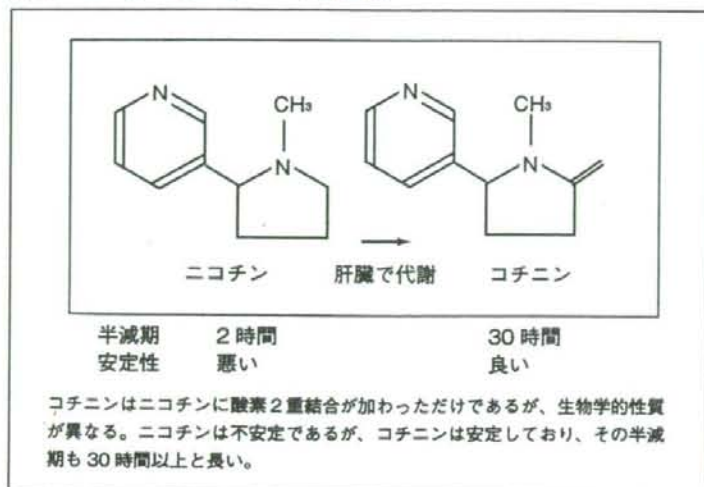 N
CH₃
N
N
CH₃
N
ニコチン 肝臓で代謝 コチニン
半減期 2時間 30時間
安定性 悪い 良い
コチニンはニコチンに酸素2重結合が加わっただけであるが、生物学的性質
が異なる。ニコチンは不安定であるが、コチニンは安定しており、その半減
期も30時間以上と長い。